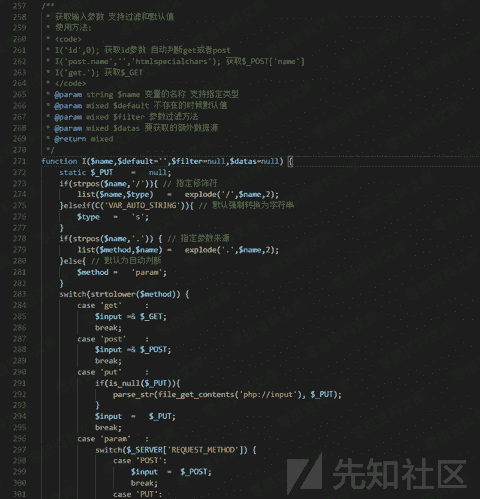 257 /**
258  * 获取输入参数 支持过滤和默认值
259  * 使用方法:
260  * <code>
261  * I('id',0); 获取id参数 自动判断get或者post
262  * I('post.name','','htmlspecialchars'); 获取$_POST['name']
263  * I('get.'); 获取$_GET
264  * </code>
265  * @param string $name 变量的名称 支持指定类型
266  * @param mixed $default 不存在的时候默认值
267  * @param mixed $filter 参数过滤方法
268  * @param mixed $datas 要获取的额外数据源
269  * @return mixed
270  */
271 function I($name,$default='',$filter=null,$datas=null) {
272     static $_PUT    =   null;
273     if(strpos($name,'/')){ // 指定修饰符
274         list($name,$type)   =   explode('/',$name,2);
275     }elseif(C('VAR_AUTO_STRING')){ // 默认强制转换为字符串
276         $type   =   's';
277     }
278     if(strpos($name,'.')) { // 指定参数来源
279         list($method,$name) =   explode('.',$name,2);
280     }else{ // 默认为自动判断
281         $method =   'param';
282     }
283     switch(strtolower($method)) {
284         case 'get'     :
285             $input =& $_GET;
286             break;
287         case 'post'    :
288             $input =& $_POST;
289             break;
290         case 'put'     :
291             if(is_null($_PUT)){
292                 parse_str(file_get_contents('php://input'), $_PUT);
293             }
294             $input  =   $_PUT;
295             break;
296         case 'param'   :
297             switch($_SERVER['REQUEST_METHOD']) {
298                 case 'POST':
299                     $input  =  $_POST;
300                     break;
301                 case 'PUT':
先知社区